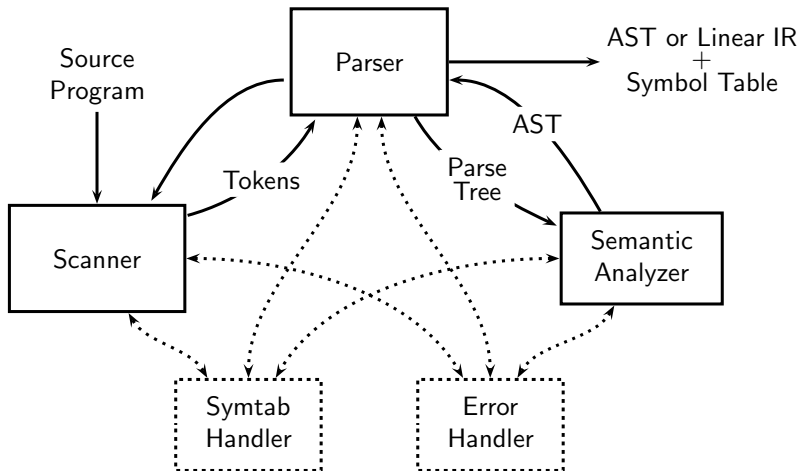 Source
Program
Parser
AST or Linear IR
+
Symbol Table
AST
Tokens
Parse
Tree
Scanner
Semantic
Analyzer
Symtab
Handler
Error
Handler